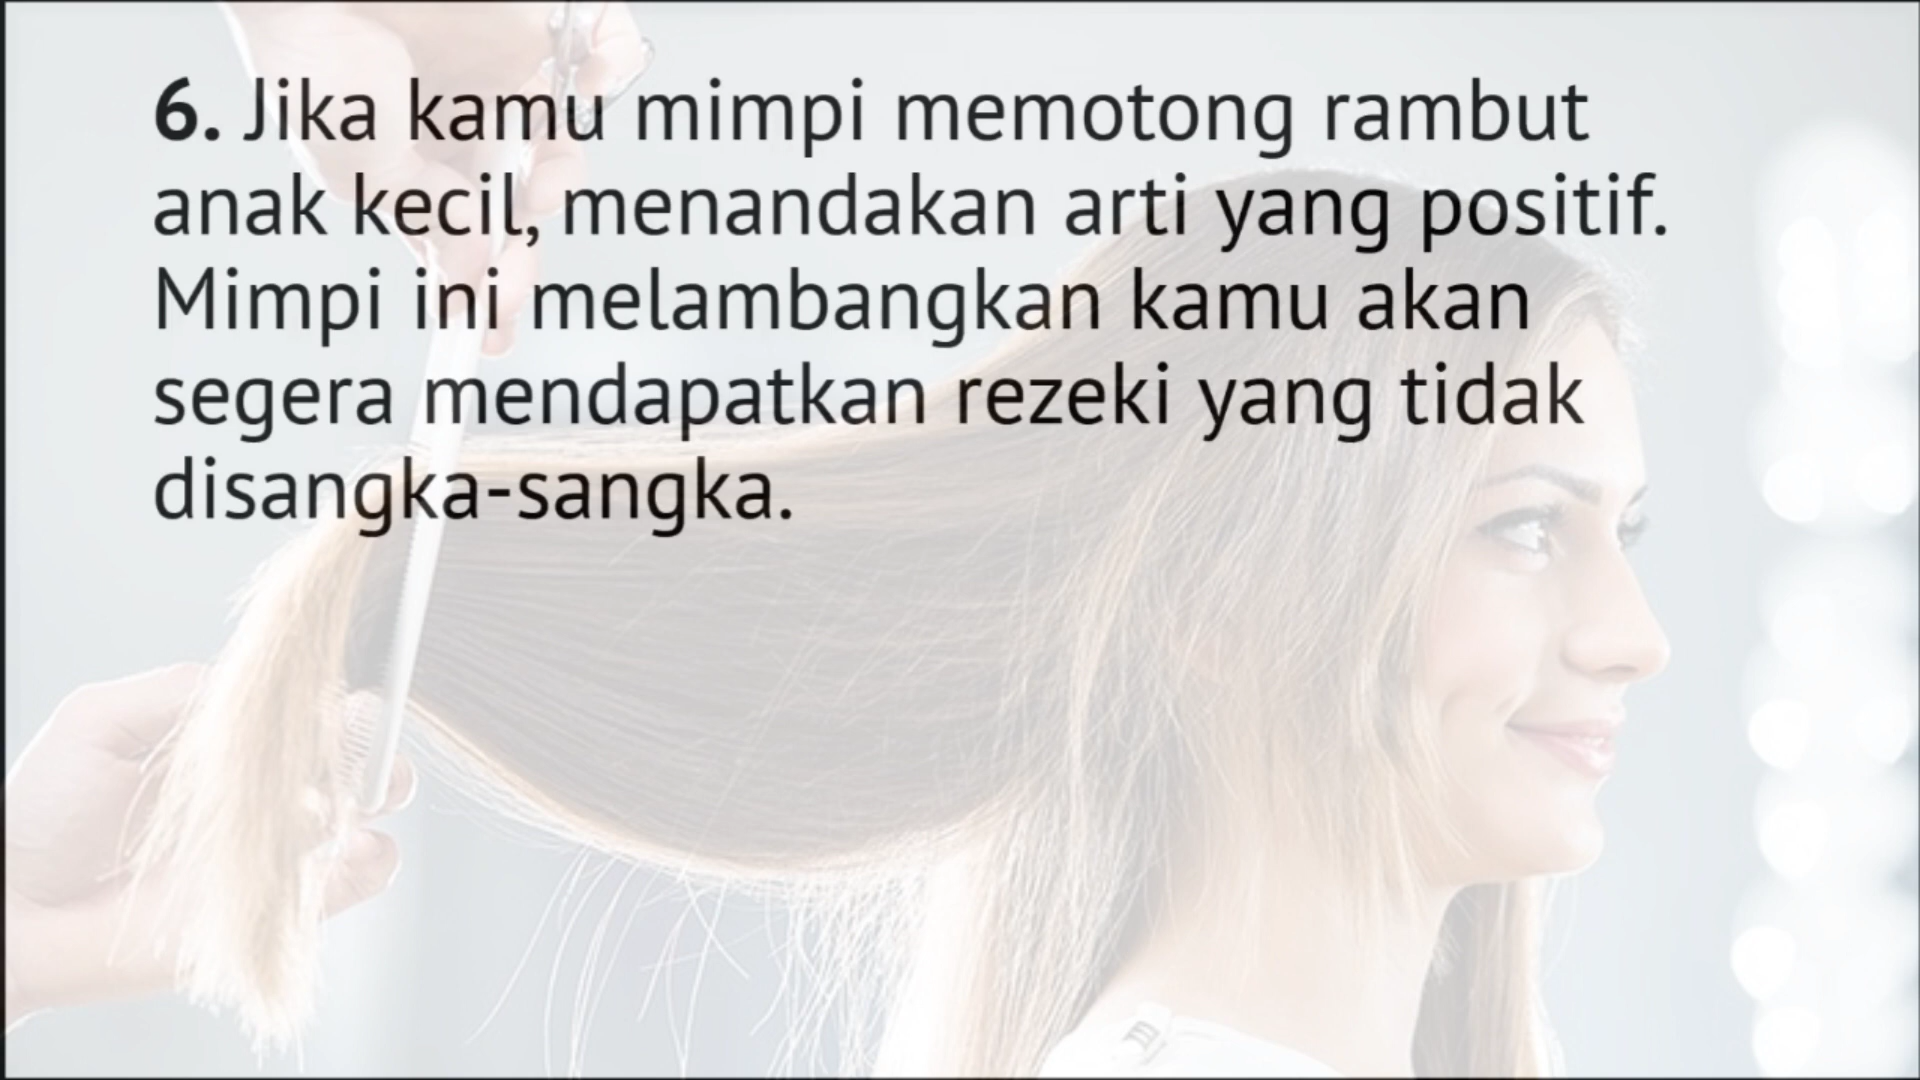 6. Jika kamu mimpi memotong rambut
anak kecil, menandakan arti yang positif.
Mimpi ini melambangkan kamu akan
segera mendapatkan rezeki yang tidak
disangka-sangka.